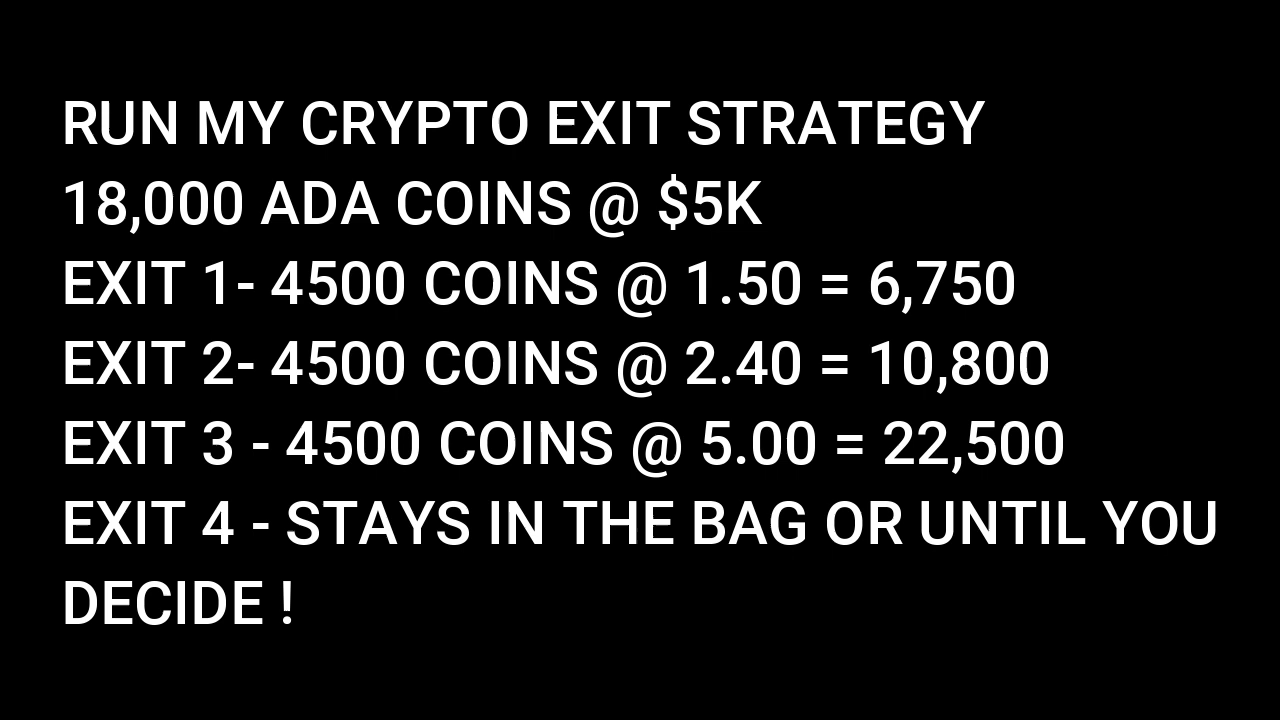 RUN MY CRYPTO EXIT STRATEGY
18,000 ADA COINS @ $5K
EXIT 1- 4500 COINS @ 1.50 = 6,750
EXIT 2- 4500 COINS @ 2.40 = 10,800
EXIT 3 - 4500 COINS @ 5.00 = 22,500
EXIT 4 - STAYS IN THE BAG OR UNTIL YOU
DECIDE !